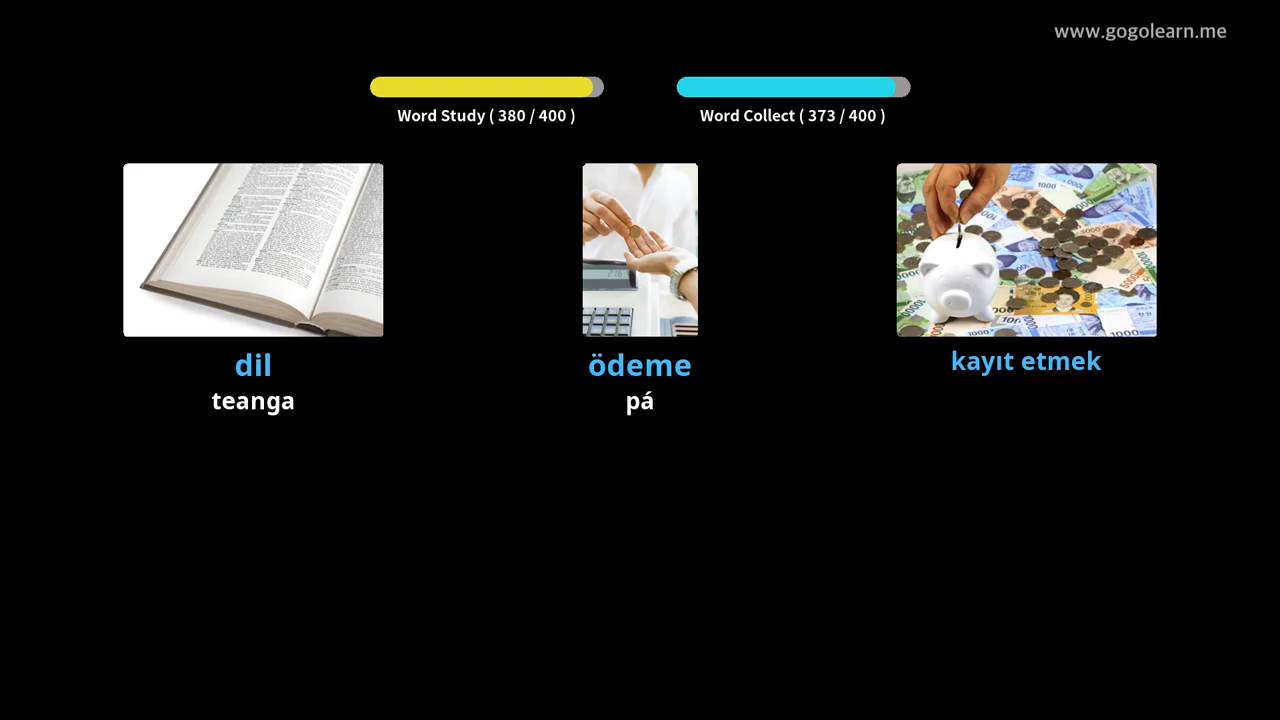 www.gogolearn.me
Word Study ( 380 / 400 )
Word Collect ( 373 / 400 )
dil
teanga
ödeme
pá
kayıt etmek